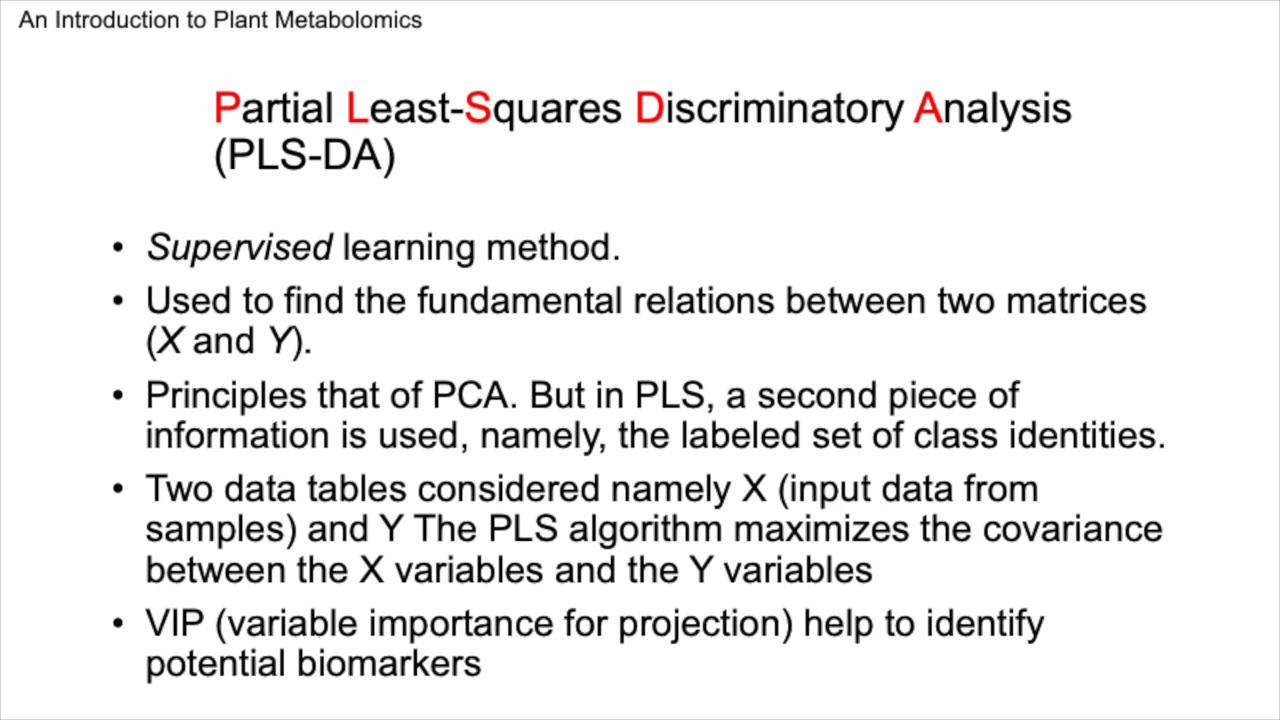 An Introduction to Plant Metabolomics
Partial Least-Squares Discriminatory Analysis
(PLS-DA)
• Supervised learning method.
• Used to find the fundamental relations between two matrices
(X and Y).
• Principles that of PCA. But in PLS, a second piece of
information is used, namely, the labeled set of class identities.
• Two data tables considered namely X (input data from
samples) and Y The PLS algorithm maximizes the covariance
between the X variables and the Y variables
• VIP (variable importance for projection) help to identify
potential biomarkers